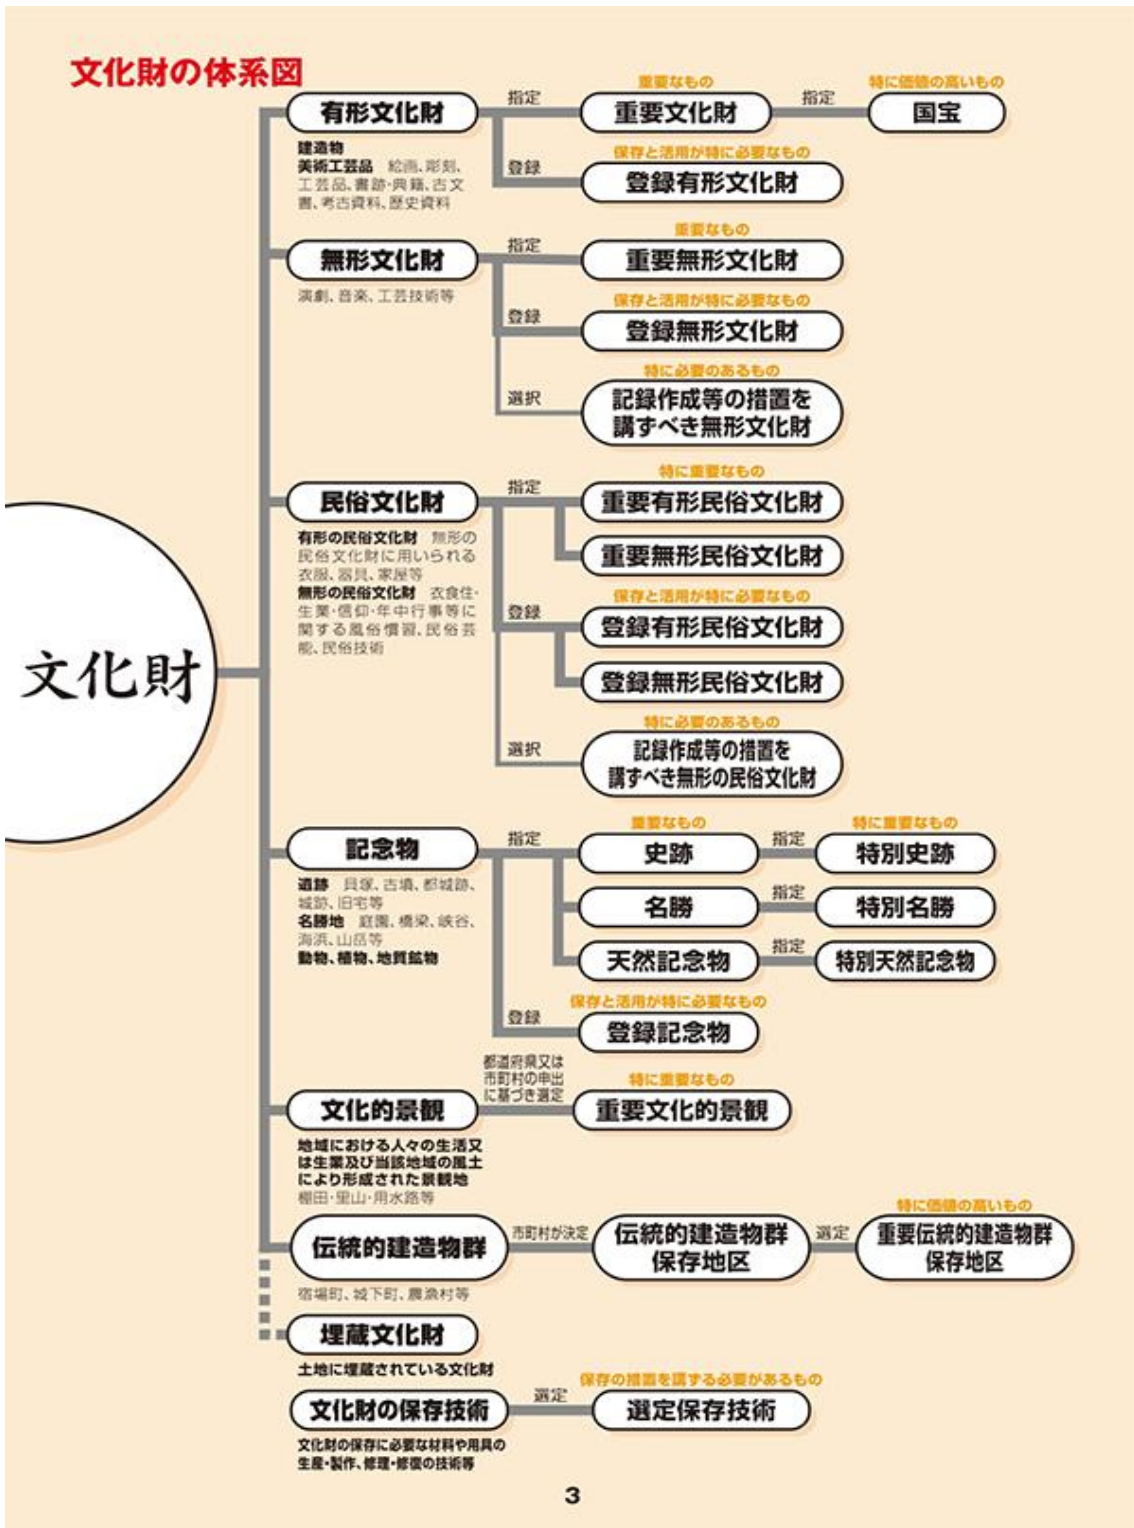 文化財の体系図
文化財
有形文化財
建造物
美術工芸品 絵画、彫刻、
工芸品、書跡・典籍、古文
書、考古資料、歴史資料
指定
重要なもの
重要文化財
指定
特に価値の高いもの
国宝
登録
保存と活用が特に必要なもの
登録有形文化財
無形文化財
演劇、音楽、工芸技術等
指定
重要なもの
重要無形文化財
登録
保存と活用が特に必要なもの
登録無形文化財
選択
特に必要のあるもの
記録作成等の措置を
講ずべき無形文化財
民俗文化財
有形の民俗文化財 無形の
民俗文化財に用いられる
衣服、器具、家屋等
無形の民俗文化財 衣食住・
生業・信仰・年中行事等に
関する風俗慣習、民俗芸
能、民俗技術
指定
特に重要なもの
重要有形民俗文化財
重要無形民俗文化財
登録
保存と活用が特に必要なもの
登録有形民俗文化財
登録無形民俗文化財
選択
特に必要のあるもの
記録作成等の措置を
講ずべき無形の民俗文化財
記念物
遺跡 貝塚、古墳、都城跡、
城跡、旧宅等
名勝地 庭園、橋梁、峡谷、
海浜、山岳等
動物、植物、地質鉱物
指定
重要なもの
史跡
指定
特に重要なもの
特別史跡
名勝
指定
特別名勝
天然記念物
指定
特別天然記念物
登録
保存と活用が特に必要なもの
登録記念物
文化的景観
地域における人々の生活又
は生業及び当該地域の風土
により形成された景観地
棚田・里山・用水路等
都道府県又は
市町村の申出
に基づき選定
特に重要なもの
重要文化的景観
伝統的建造物群
宿場町、城下町、農漁村等
市町村が決定
伝統的建造物群
保存地区
選定
特に価値の高いもの
重要伝統的建造物群
保存地区
埋蔵文化財
土地に埋蔵されている文化財
文化財の保存技術
文化財の保存に必要な材料や用具の
生産・製作、修理・修復の技術等
選定
保存の措置を講ずる必要があるもの
選定保存技術
3